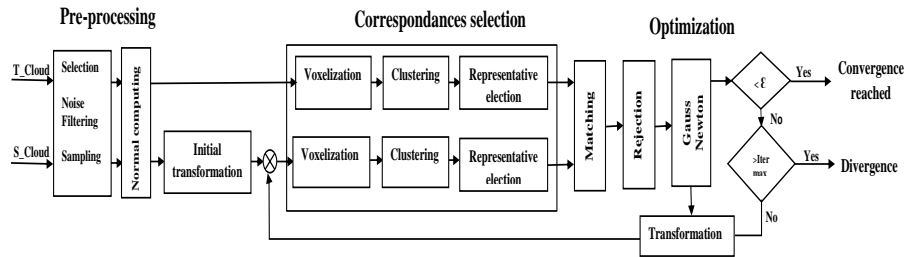 Pre-processing
Correspondances selection
Optimization
T_Cloud
S_Cloud
Selection
Noise
Filtering
Sampling
Normal computing
Initial
transformation
Voxelization
Clustering
Representative
election
Voxelization
Clustering
Representative
election
Matching
Rejection
Gauss
Newton
<ε
Yes
Convergence
reached
No
>Iter
max
Yes
Divergence
No
Transformation